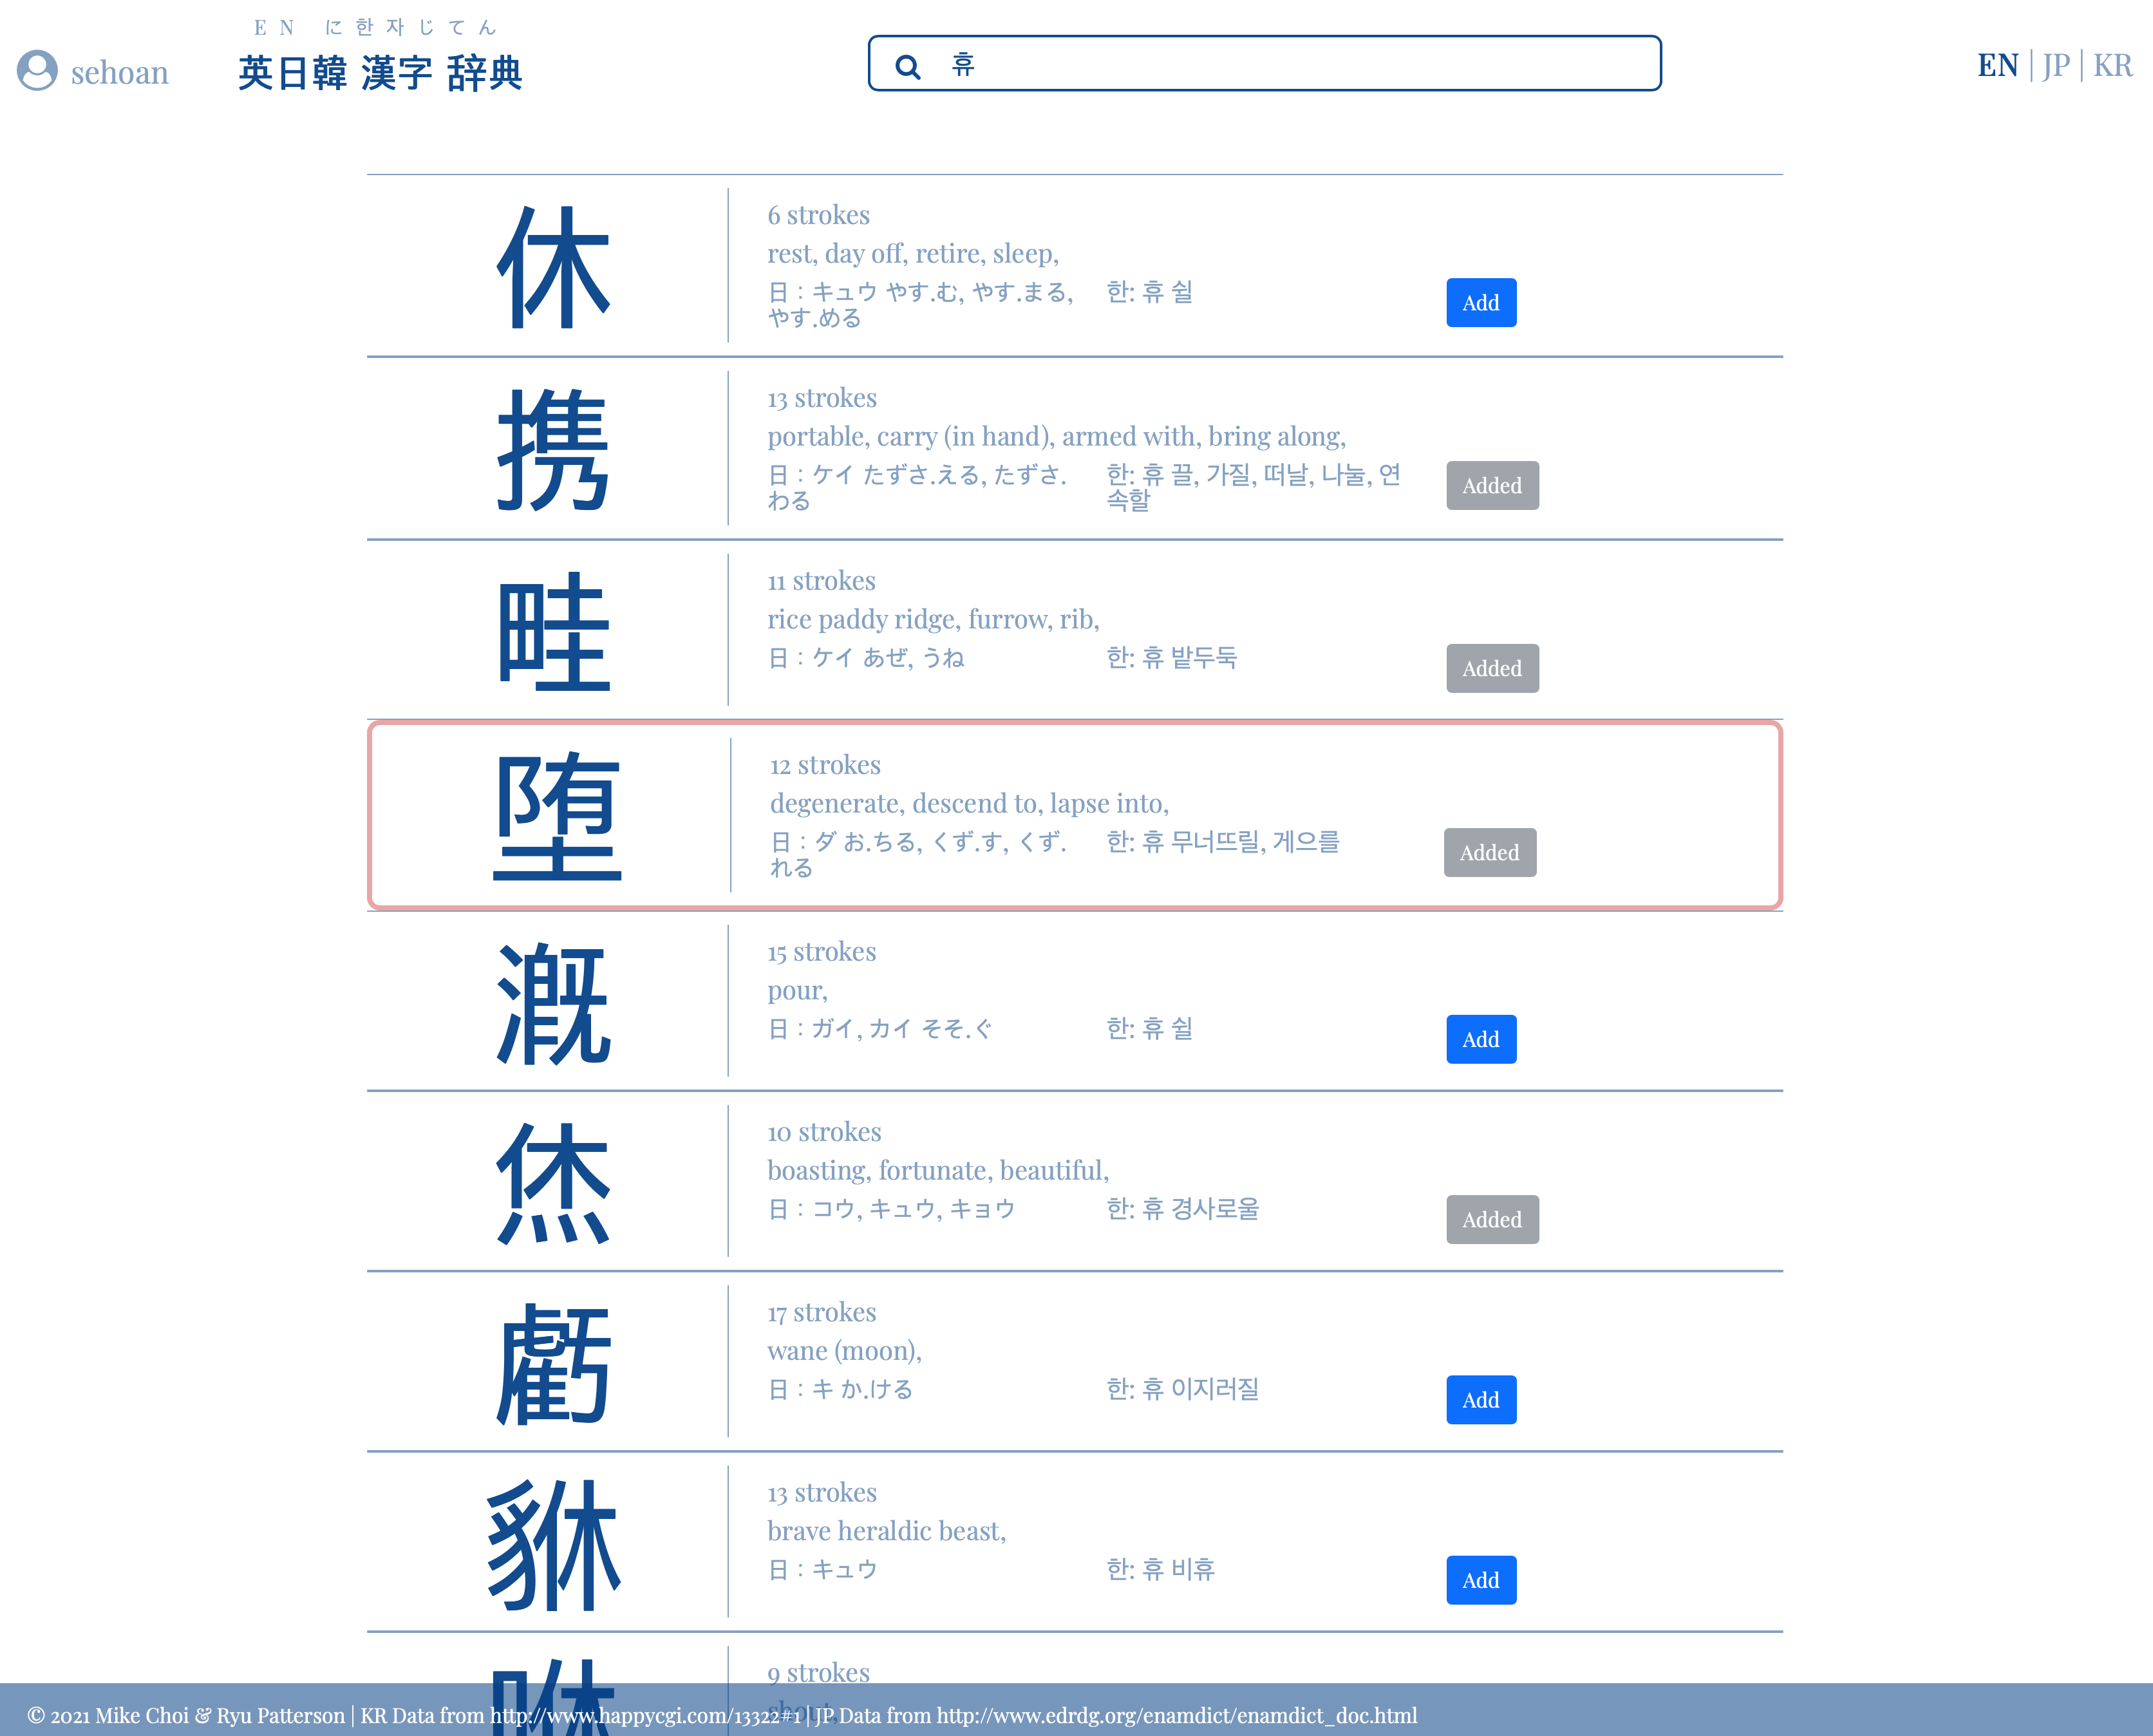 EN に한자じてん
sehoan
英日韓 漢字 辞典
휴
EN | JP | KR
休
6 strokes
rest, day off, retire, sleep,
日：キュウ やす.む, やす.まる,
やす.める
한: 휴 쉴
Add
携
13 strokes
portable, carry (in hand), armed with, bring along,
日：ケイ たずさ.える, たずさ.
わる
한: 휴 끌, 가질, 떠날, 나눌, 연
속할
Added
畦
11 strokes
rice paddy ridge, furrow, rib,
日：ケイ あぜ, うね
한: 휴 밭두둑
Added
堕
12 strokes
degenerate, descend to, lapse into,
日：ダ お.ちる, くず.す, くず.
れる
한: 휴 무너뜨릴, 게으를
Added
漑
15 strokes
pour,
日：ガイ, カイ そそ.ぐ
한: 휴 쉴
Add
烋
10 strokes
boasting, fortunate, beautiful,
日：コウ, キュウ, キョウ
한: 휴 경사로울
Added
虧
17 strokes
wane (moon),
日：キ か.ける
한: 휴 이지러질
Add
貅
13 strokes
brave heraldic beast,
日：キュウ
한: 휴 비휴
Add
咻
9 strokes
shout,
© 2021 Mike Choi & Ryu Patterson | KR Data from http://www.happycgi.com/13322#1 | JP Data from http://www.edrdg.org/enamdict/enamdict_doc.html